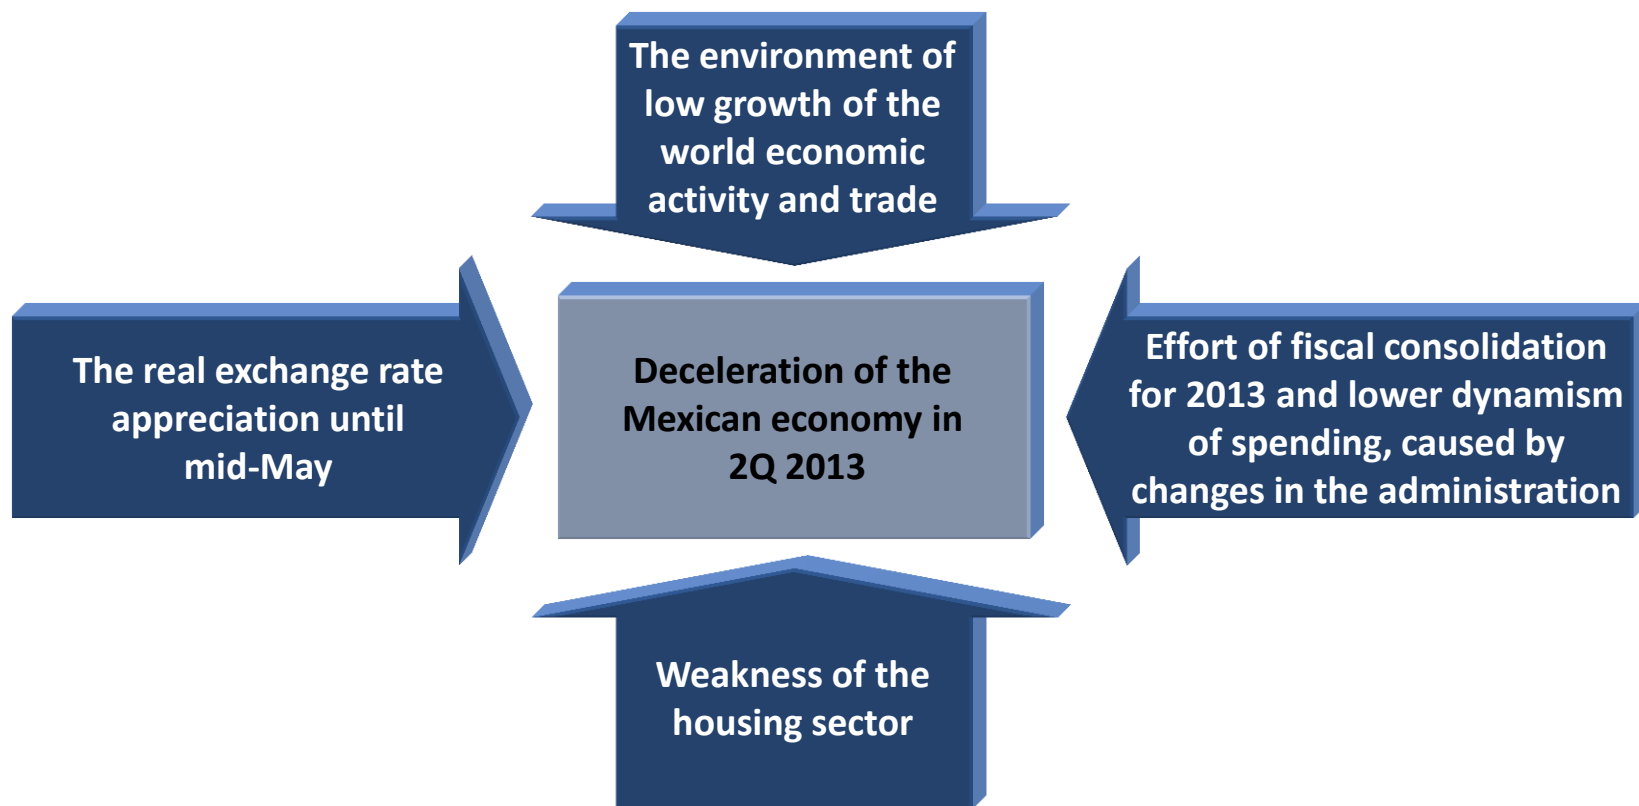 The environment of
low growth of the
world economic
activity and trade
The real exchange rate
appreciation until
mid-May
Deceleration of the
Mexican economy in
2Q 2013
Effort of fiscal consolidation
for 2013 and lower dynamism
of spending, caused by
changes in the administration
Weakness of the
housing sector